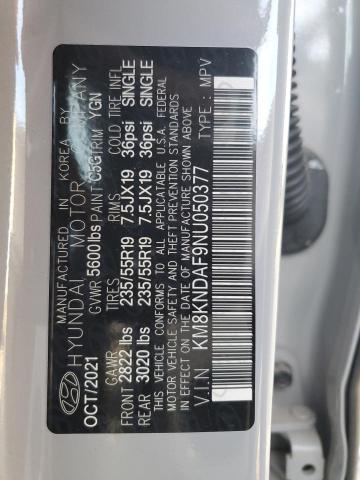 MANUFACTURED IN KOREA BY
HYUNDAI MOTOR COMPANY
OCT/2021 GVWR 5600lbs PAINT C5G TRIM YGN
GAWR TIRES RIMS COLD TIRE INFL
FRONT 2822 lbs 235/55R19 7.5JX19 36psi SINGLE
REAR 3020 lbs 235/55R19 7.5JX19 36psi SINGLE
THIS VEHICLE CONFORMS TO ALL APPLICABLE U.S.A. FEDERAL
MOTOR VEHICLE SAFETY BUMPER, AND THEFT PREVENTION STANDARDS
IN EFFECT ON THE DATE OF MANUFACTURE SHOWN ABOVE.
V.I.N : KM8KNDAF9NU050377 TYPE : MPV